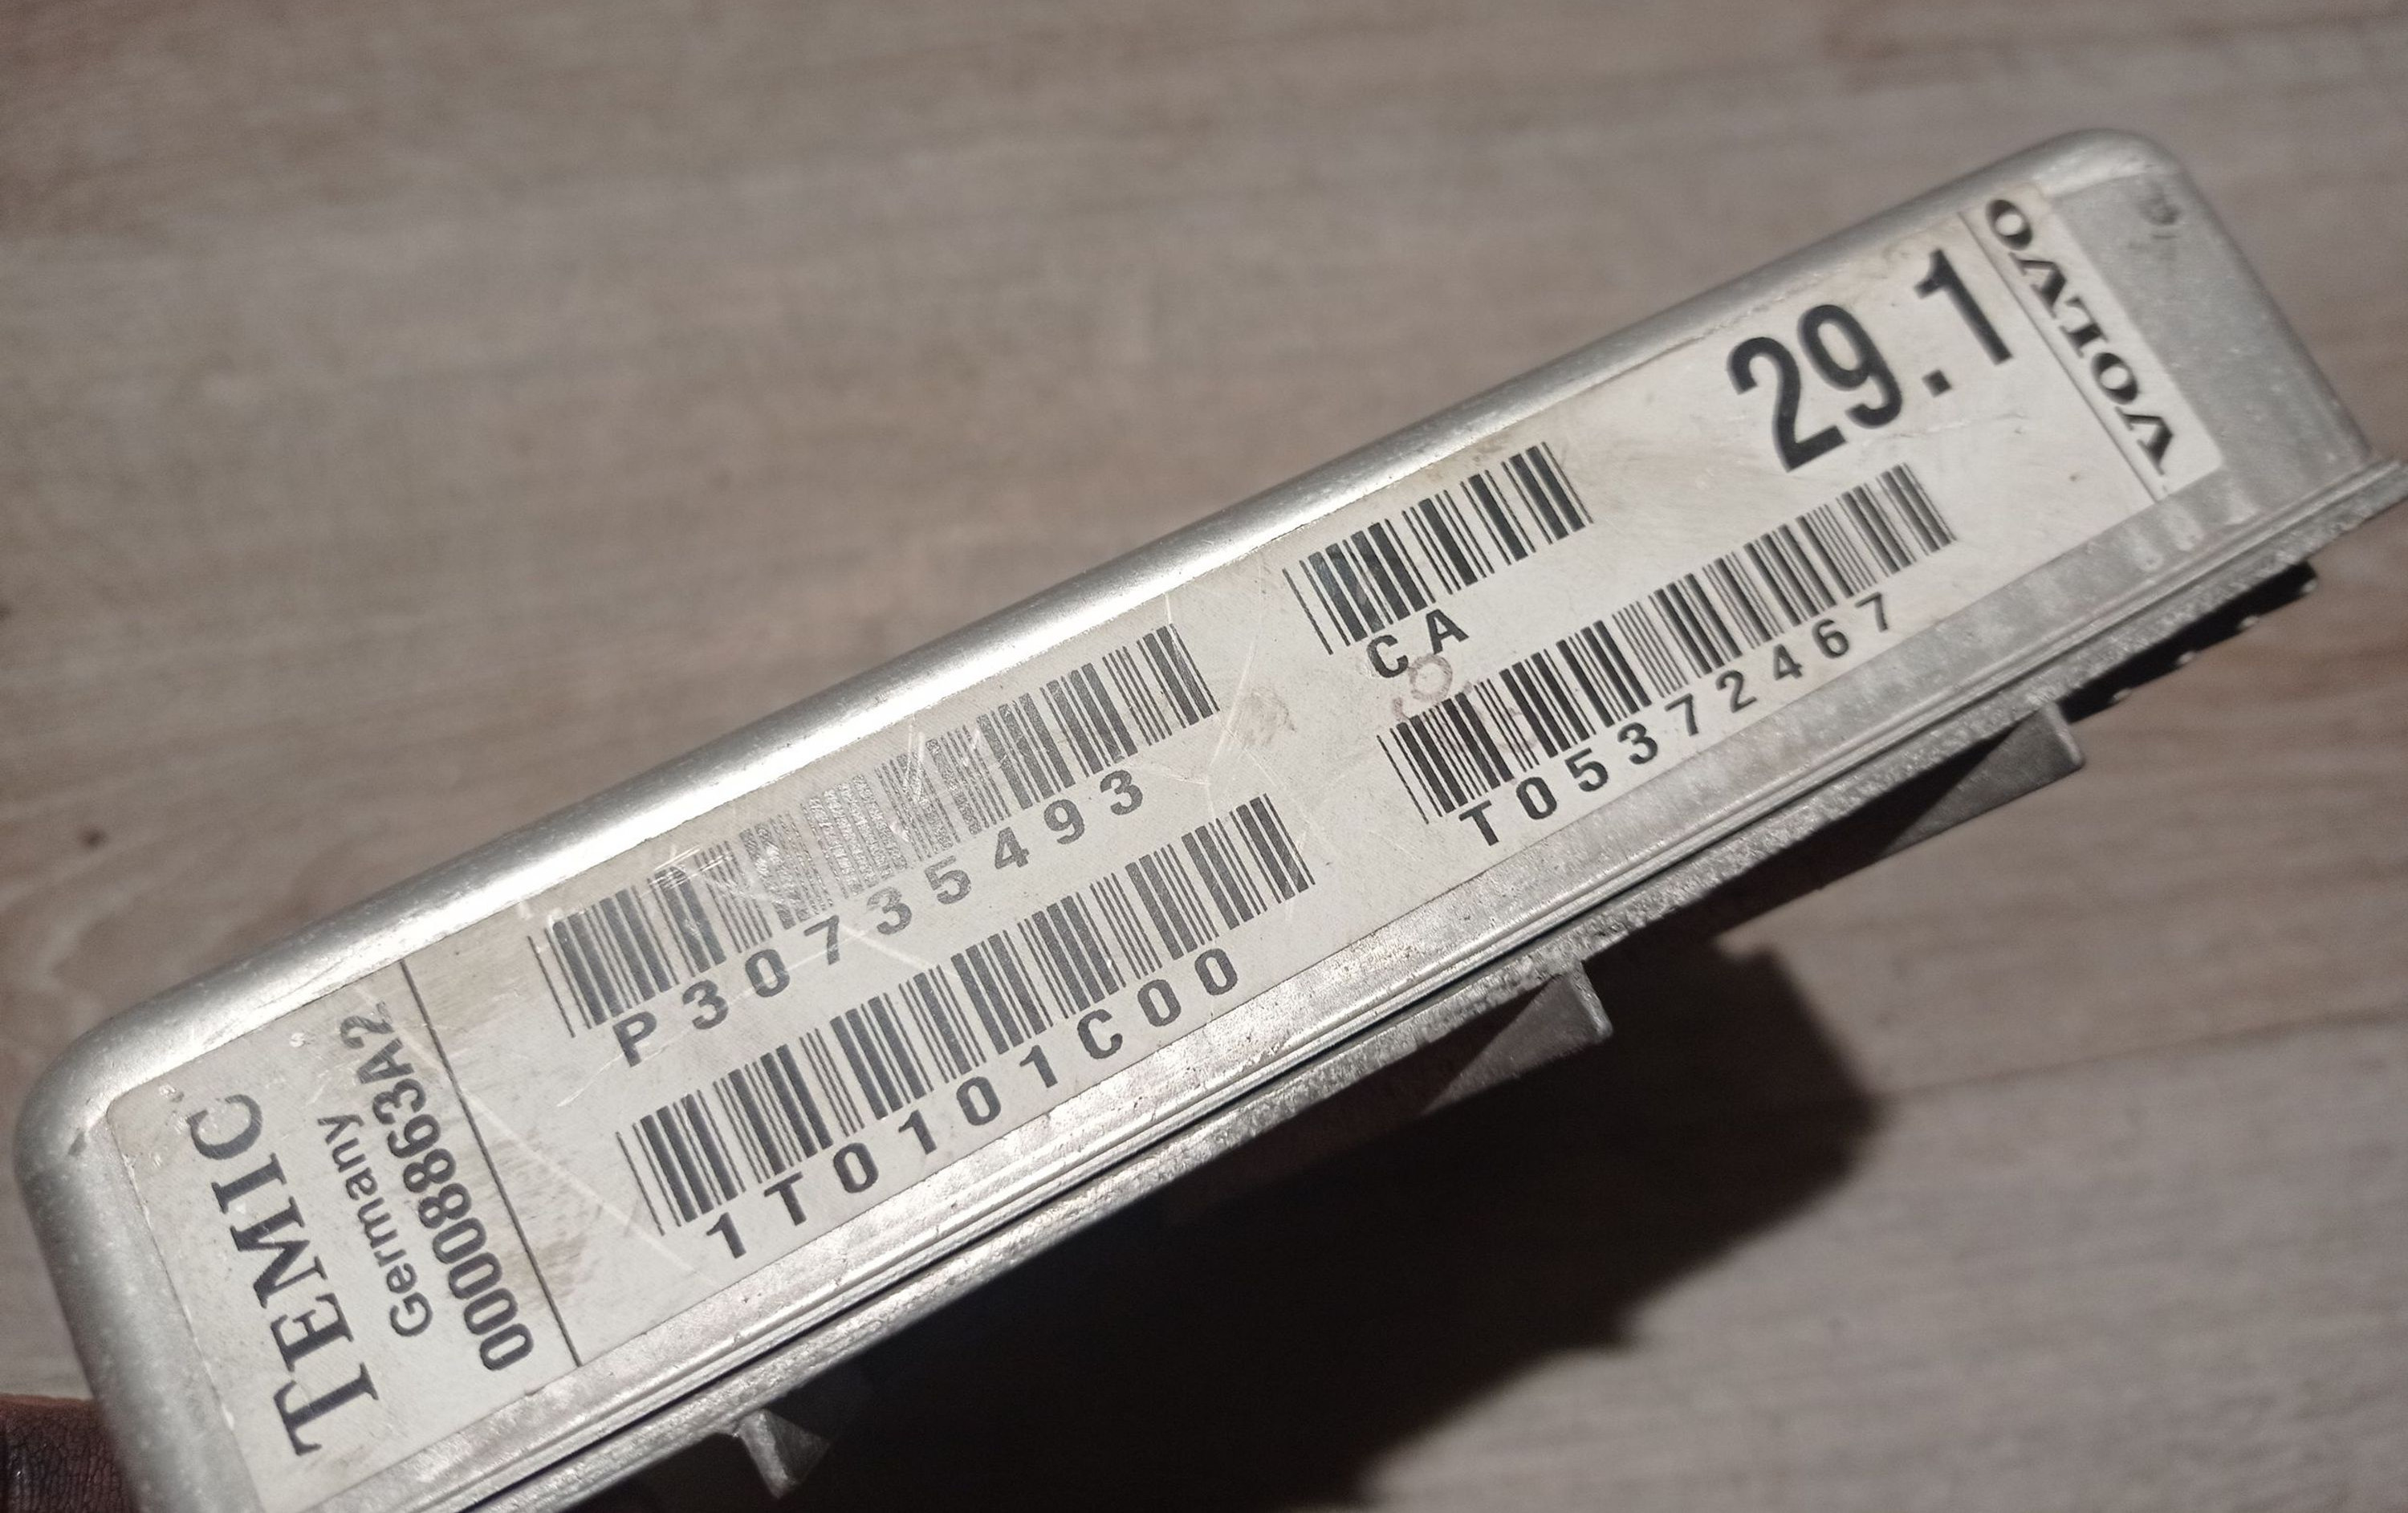 TEMIC
Germany
00008863A2
P30735493
1T0101C00
CA
T05372467
29.1
VOLVO